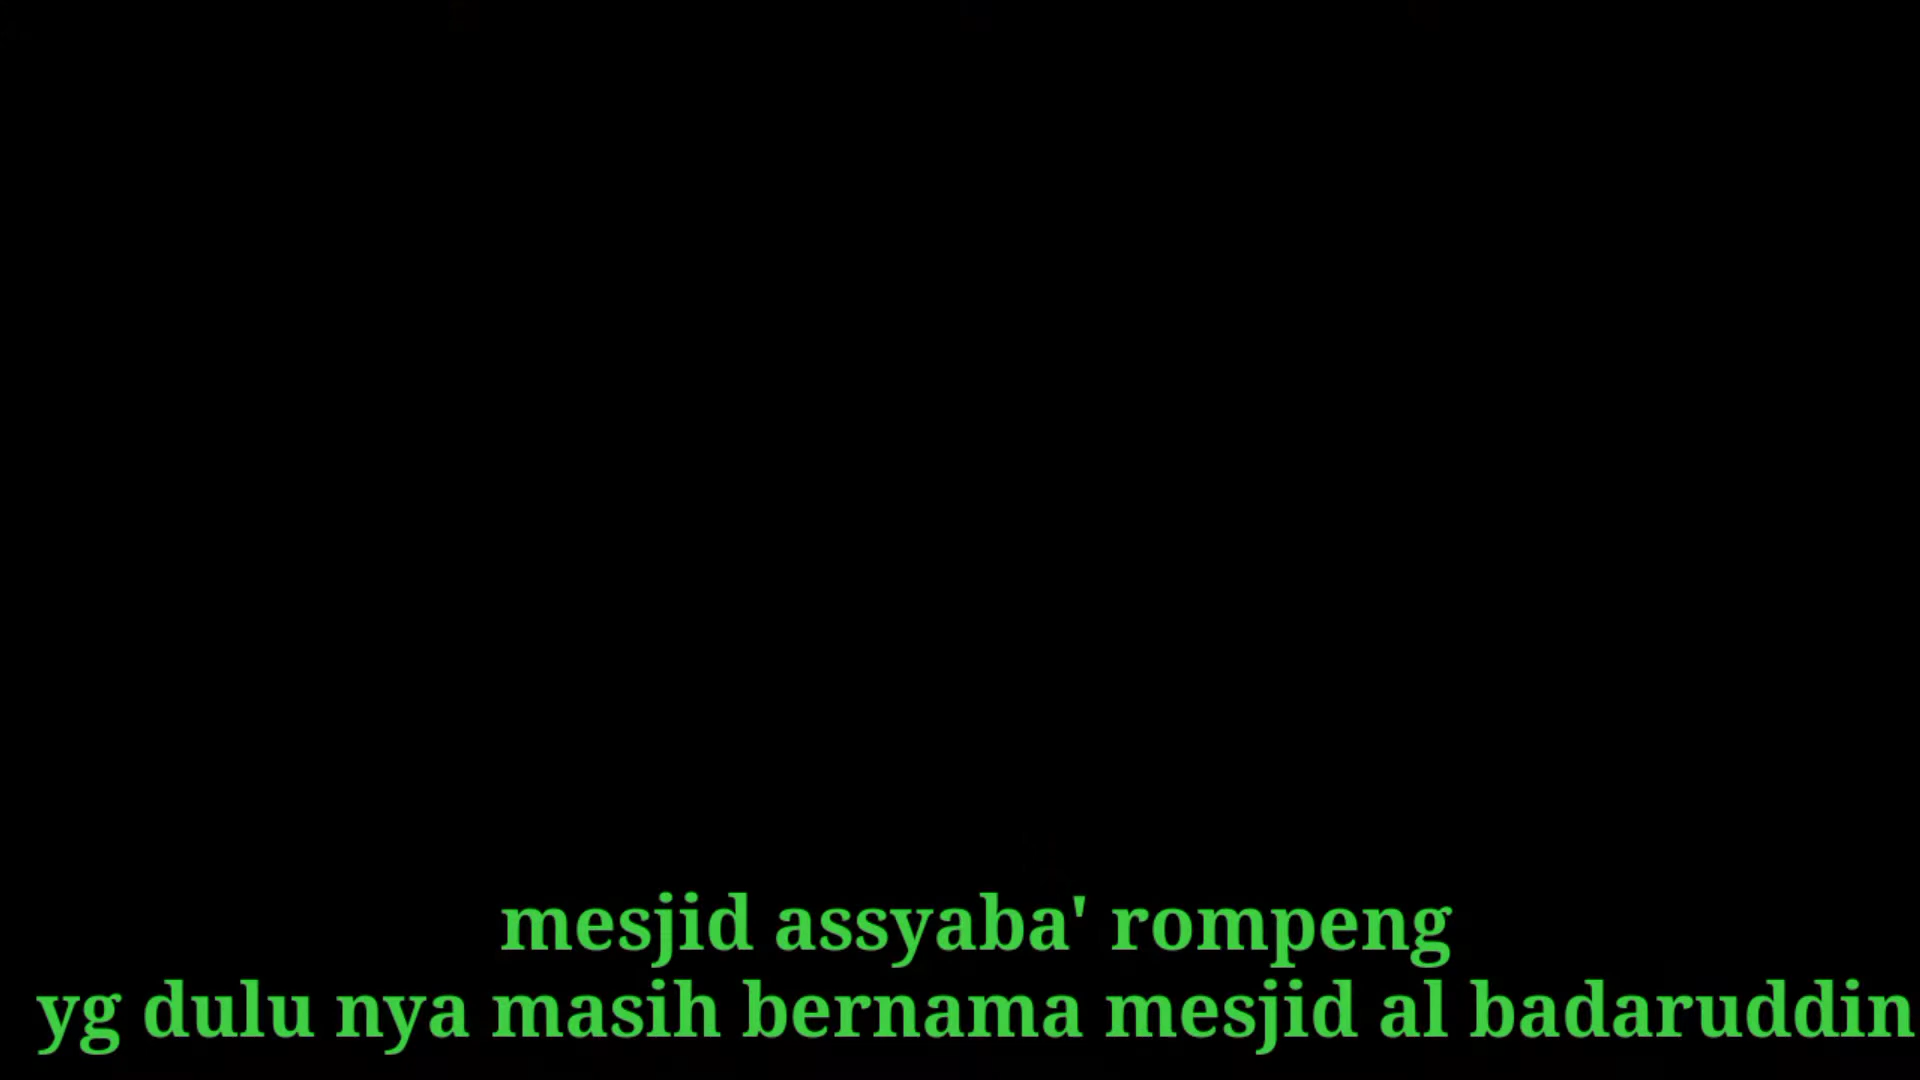 mesjid assyaba' rompeng
yg dulu nya masih bernama mesjid al badaruddin